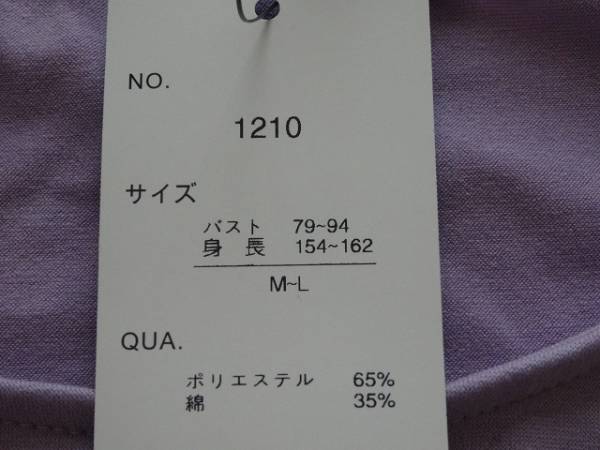 NO.
1210
サイズ
バスト 79~94
身長 154~162
M~L
QUA.
ポリエステル 65%
綿 35%